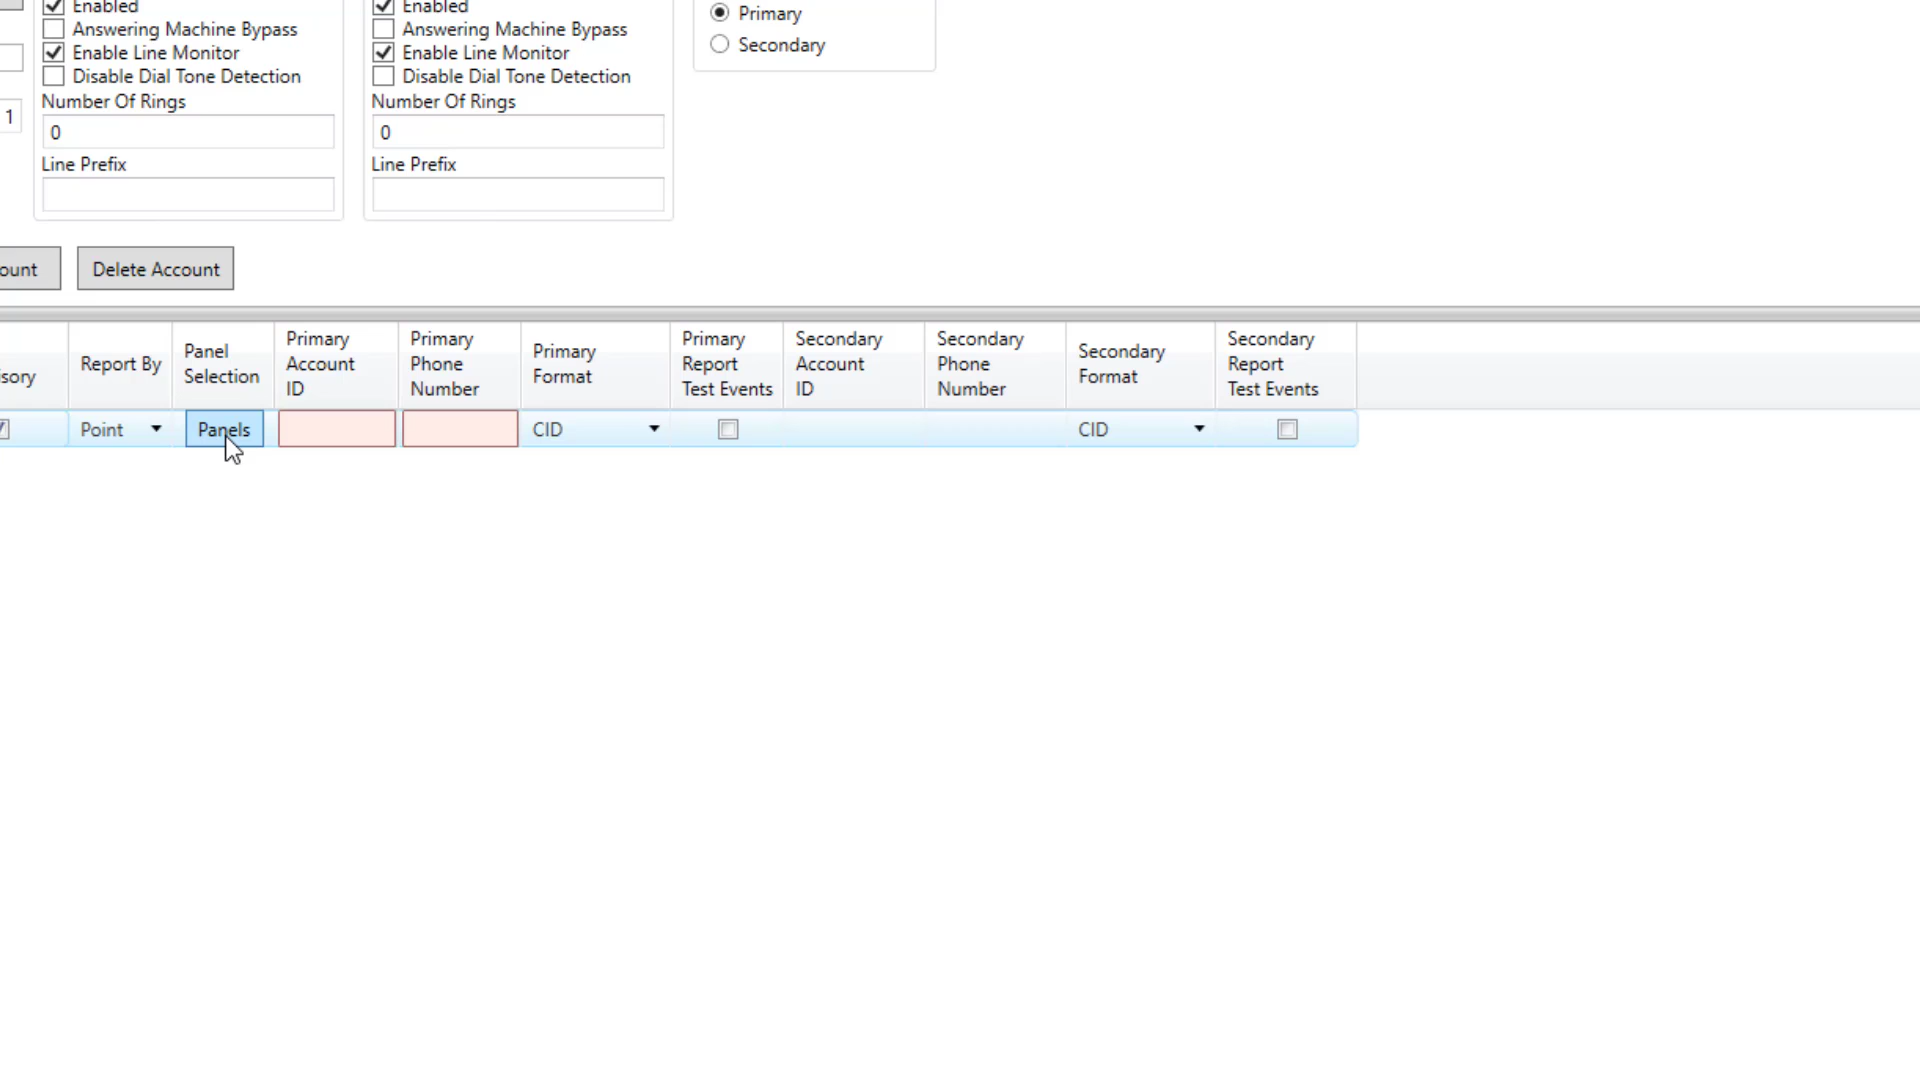 Enabled
Answering Machine Bypass
Enable Line Monitor
Disable Dial Tone Detection
Number Of Rings
0
Line Prefix
Enabled
Answering Machine Bypass
Enable Line Monitor
Disable Dial Tone Detection
Number Of Rings
0
Line Prefix
Primary
Secondary
1
ount
Delete Account
isory
Report By
Panel
Selection
Primary
Account
ID
Primary
Phone
Number
Primary
Format
Primary
Report
Test Events
Secondary
Account
ID
Secondary
Phone
Number
Secondary
Format
Secondary
Report
Test Events
Point
Panels
CID
CID